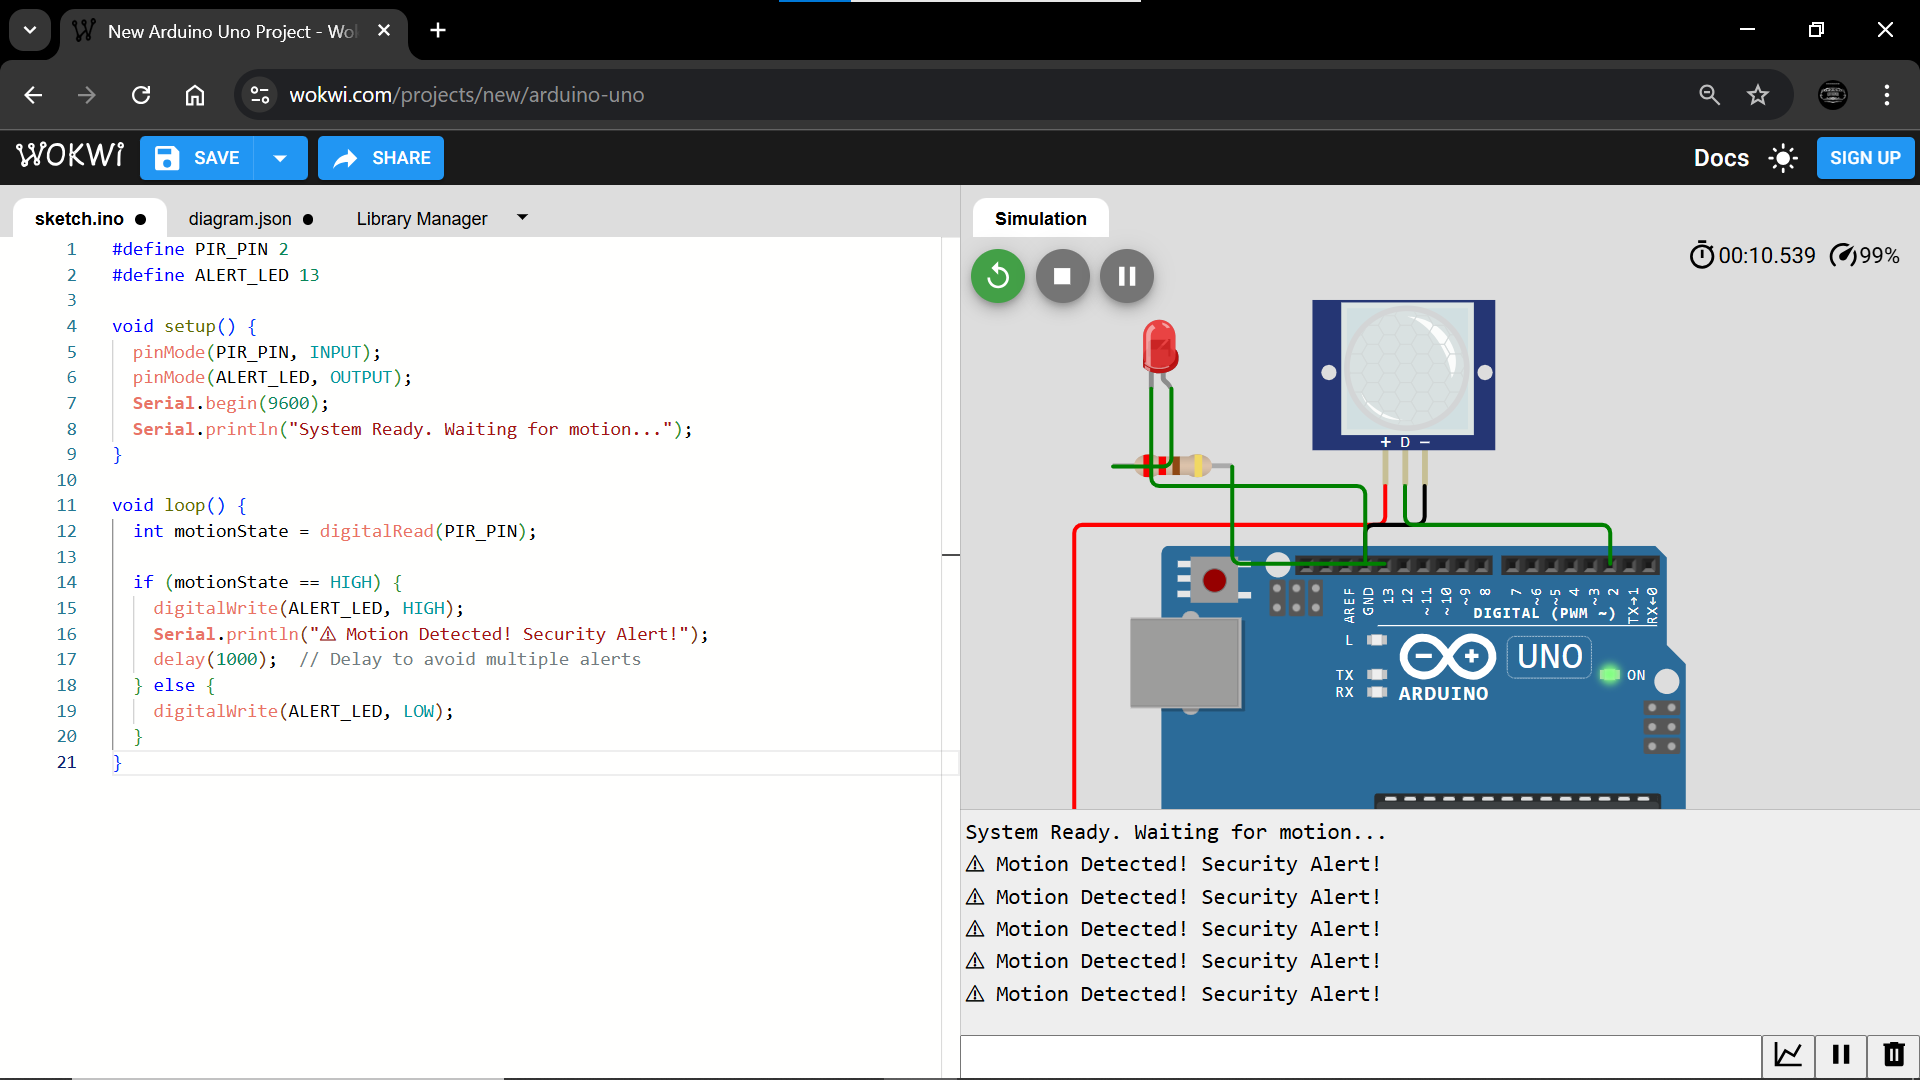 New Arduino Uno Project - Wok
wokwi.com/projects/new/arduino-uno
WOKWI
SAVE
SHARE
Docs
SIGN UP
sketch.ino ●
diagram.json ●
Library Manager
1 #define PIR_PIN 2
2 #define ALERT_LED 13
3
4 void setup() {
5 pinMode(PIR_PIN, INPUT);
6 pinMode(ALERT_LED, OUTPUT);
7 Serial.begin(9600);
8 Serial.println("System Ready. Waiting for motion...");
9 }
10
11 void loop() {
12 int motionState = digitalRead(PIR_PIN);
13
14 if (motionState == HIGH) {
15 digitalWrite(ALERT_LED, HIGH);
16 Serial.println("⚠ Motion Detected! Security Alert!");
17 delay(1000);  // Delay to avoid multiple alerts
18 } else {
19 digitalWrite(ALERT_LED, LOW);
20 }
21 }
Simulation
00:10.539 99%
+ D −
AREF GND 13 12 ~11 ~10 ~9 8 7 ~6 ~5 4 ~3 2 TX→1 RX←0
DIGITAL (PWM ~)
L
TX
RX
UNO
ON
ARDUINO
System Ready. Waiting for motion...
⚠ Motion Detected! Security Alert!
⚠ Motion Detected! Security Alert!
⚠ Motion Detected! Security Alert!
⚠ Motion Detected! Security Alert!
⚠ Motion Detected! Security Alert!